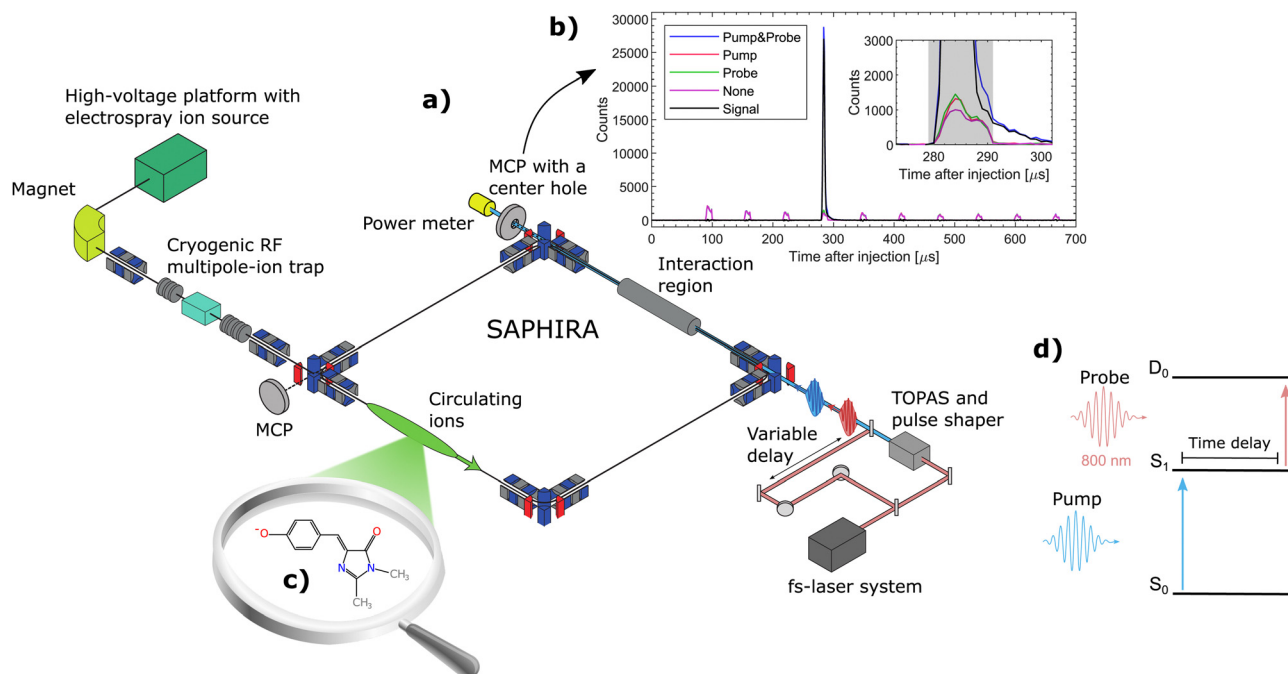 b)
a)
High-voltage platform with
electrospray ion source
Magnet
Cryogenic RF
multipole-ion trap
MCP with a
center hole
Power meter
Interaction
region
SAPHIRA
MCP
Circulating
ions
Variable
delay
TOPAS and
pulse shaper
fs-laser system
30000
25000
20000
15000
10000
5000
0
Counts
0 100 200 300 400 500 600 700
Time after injection [μs]
Pump&Probe
Pump
Probe
None
Signal
3000
2000
1000
0
Counts
280 290 300
Time after injection [μs]
c)
-O
O
N
N
CH3
CH3
d)
D0
Probe
800 nm
Time delay
S1
Pump
S0